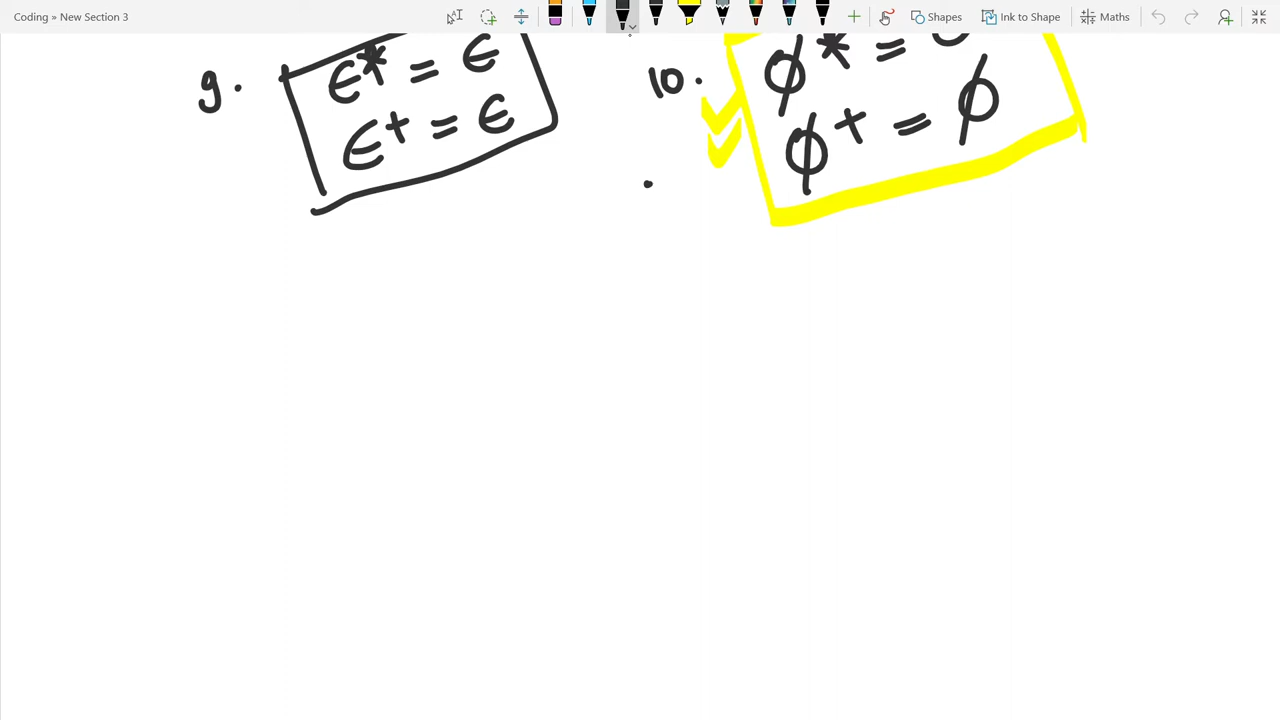 Coding » New Section 3
Shapes
Ink to Shape
Maths
9. ϵ* = ϵ
ϵ⁺ = ϵ
10. ϕ* =
ϕ⁺ = ϕ